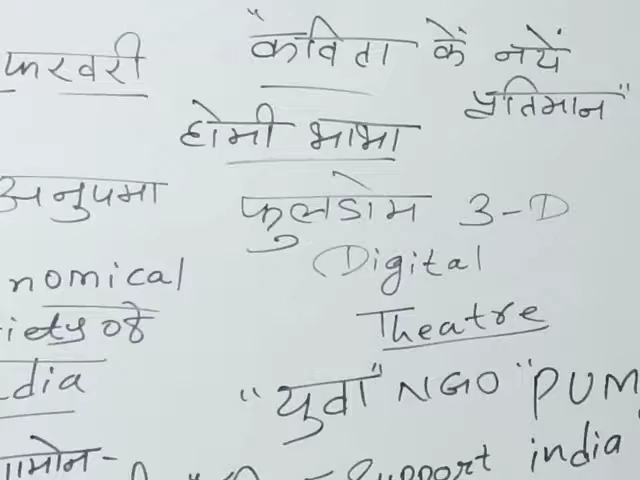 फरवरी "कविता के नयें
प्रतिमान"
होमी भाभा
अनुपमा फुलडोम 3-D
nomical Digital
iety of Theatre
dia "युवा" NGO "PUM
गामोन- Support india